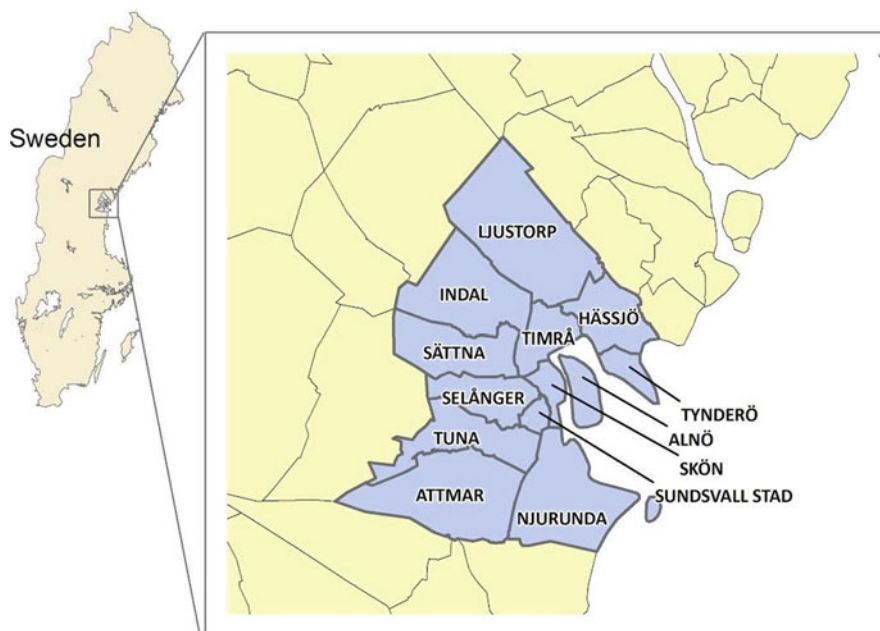 Sweden
LJUSTORP
INDAL
HÄSSJÖ
TIMRÅ
SÄTTNA
SELÅNGER
TYNDERÖ
TUNA
ALNÖ
SKÖN
ATTMAR
SUNDSVALL STAD
NJURUNDA